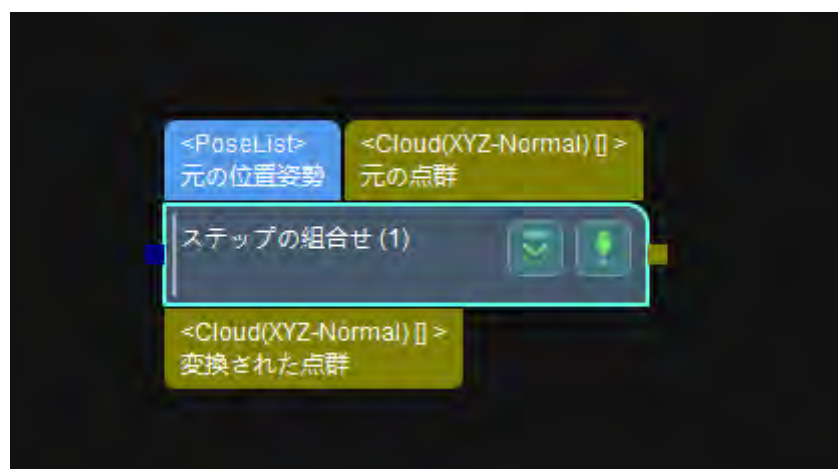 <PoseList>
元の位置姿勢
<Cloud(XYZ-Normal) [] >
元の点群
ステップの組合せ (1)
<Cloud(XYZ-Normal) [] >
変換された点群